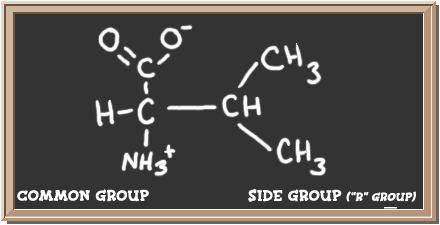 O O⁻
C CH₃
H-C — CH
NH₃⁺ CH₃
COMMON GROUP SIDE GROUP ("R" GROUP)